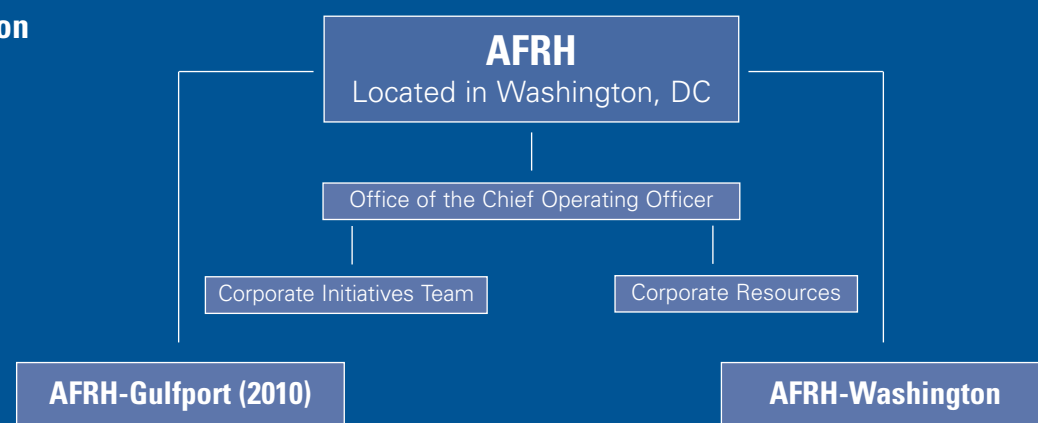 AFRH
Located in Washington, DC
Office of the Chief Operating Officer
Corporate Initiatives Team
Corporate Resources
AFRH-Gulfport (2010)
AFRH-Washington